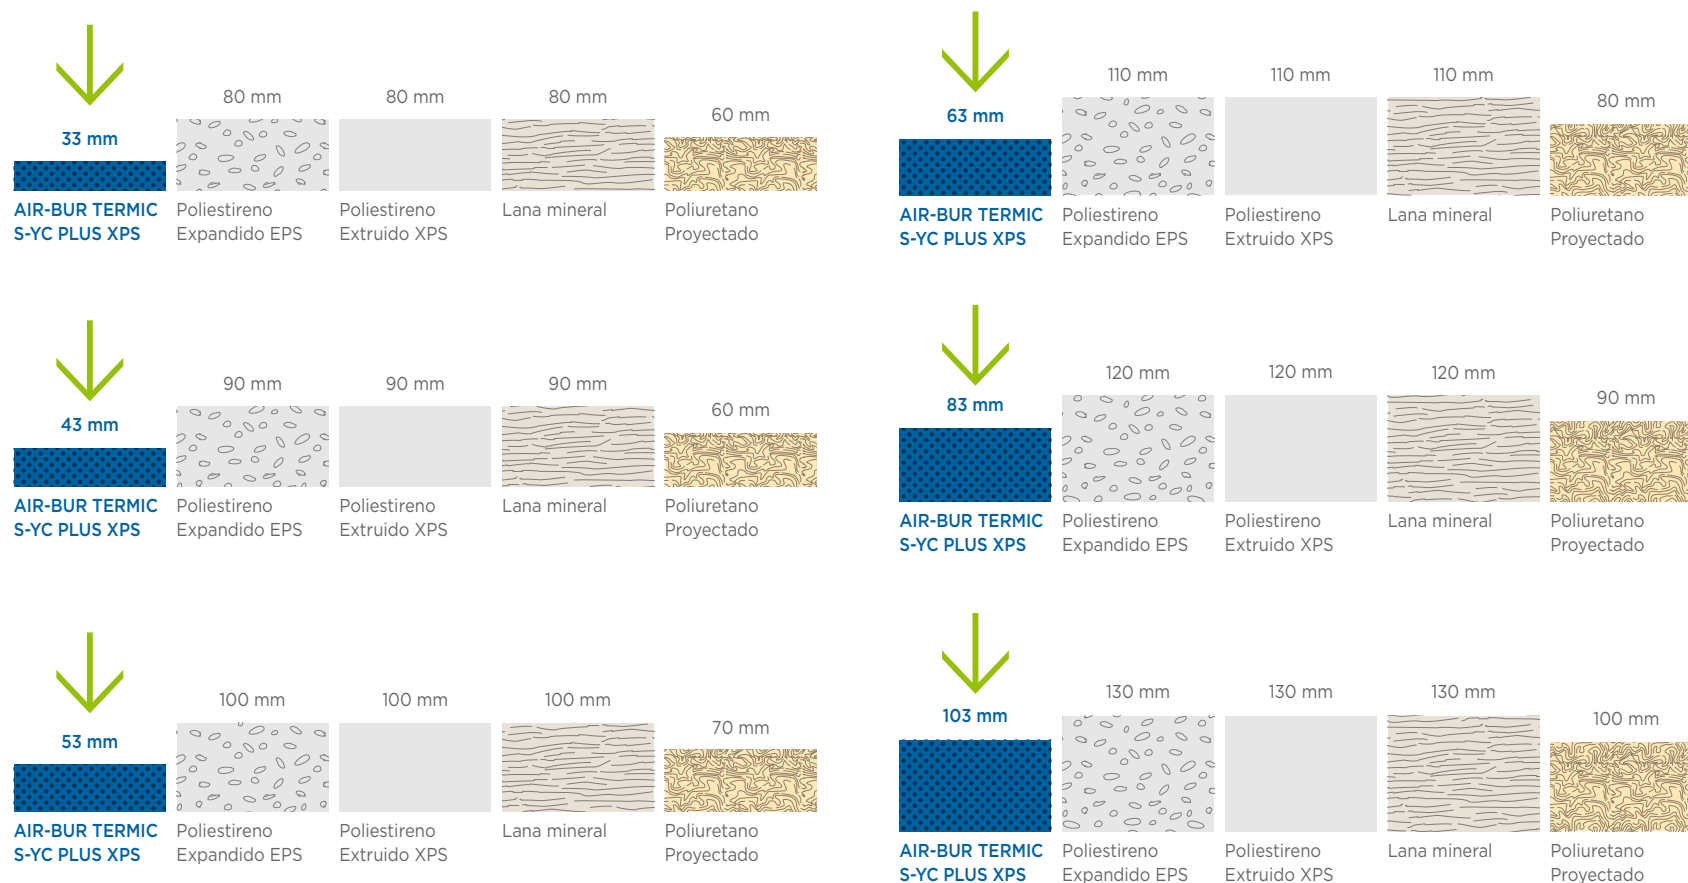 80 mm
80 mm
80 mm
60 mm
33 mm
AIR-BUR TERMIC
S-YC PLUS XPS
Poliestireno
Expandido EPS
Poliestireno
Extruido XPS
Lana mineral
Poliuretano
Proyectado
110 mm
110 mm
110 mm
80 mm
63 mm
AIR-BUR TERMIC
S-YC PLUS XPS
Poliestireno
Expandido EPS
Poliestireno
Extruido XPS
Lana mineral
Poliuretano
Proyectado
90 mm
90 mm
90 mm
60 mm
43 mm
AIR-BUR TERMIC
S-YC PLUS XPS
Poliestireno
Expandido EPS
Poliestireno
Extruido XPS
Lana mineral
Poliuretano
Proyectado
120 mm
120 mm
120 mm
90 mm
83 mm
AIR-BUR TERMIC
S-YC PLUS XPS
Poliestireno
Expandido EPS
Poliestireno
Extruido XPS
Lana mineral
Poliuretano
Proyectado
100 mm
100 mm
100 mm
70 mm
53 mm
AIR-BUR TERMIC
S-YC PLUS XPS
Poliestireno
Expandido EPS
Poliestireno
Extruido XPS
Lana mineral
Poliuretano
Proyectado
130 mm
130 mm
130 mm
100 mm
103 mm
AIR-BUR TERMIC
S-YC PLUS XPS
Poliestireno
Expandido EPS
Poliestireno
Extruido XPS
Lana mineral
Poliuretano
Proyectado